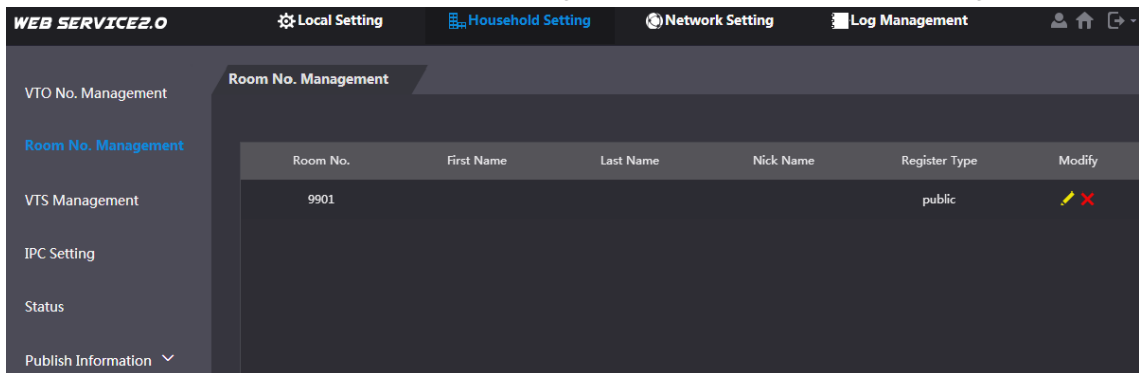 WEB SERVICE2.0 Local Setting Household Setting Network Setting Log Management
Room No. Management
VTO No. Management
Room No. Management
VTS Management
IPC Setting
Status
Publish Information
Room No. First Name Last Name Nick Name Register Type Modify
9901 public